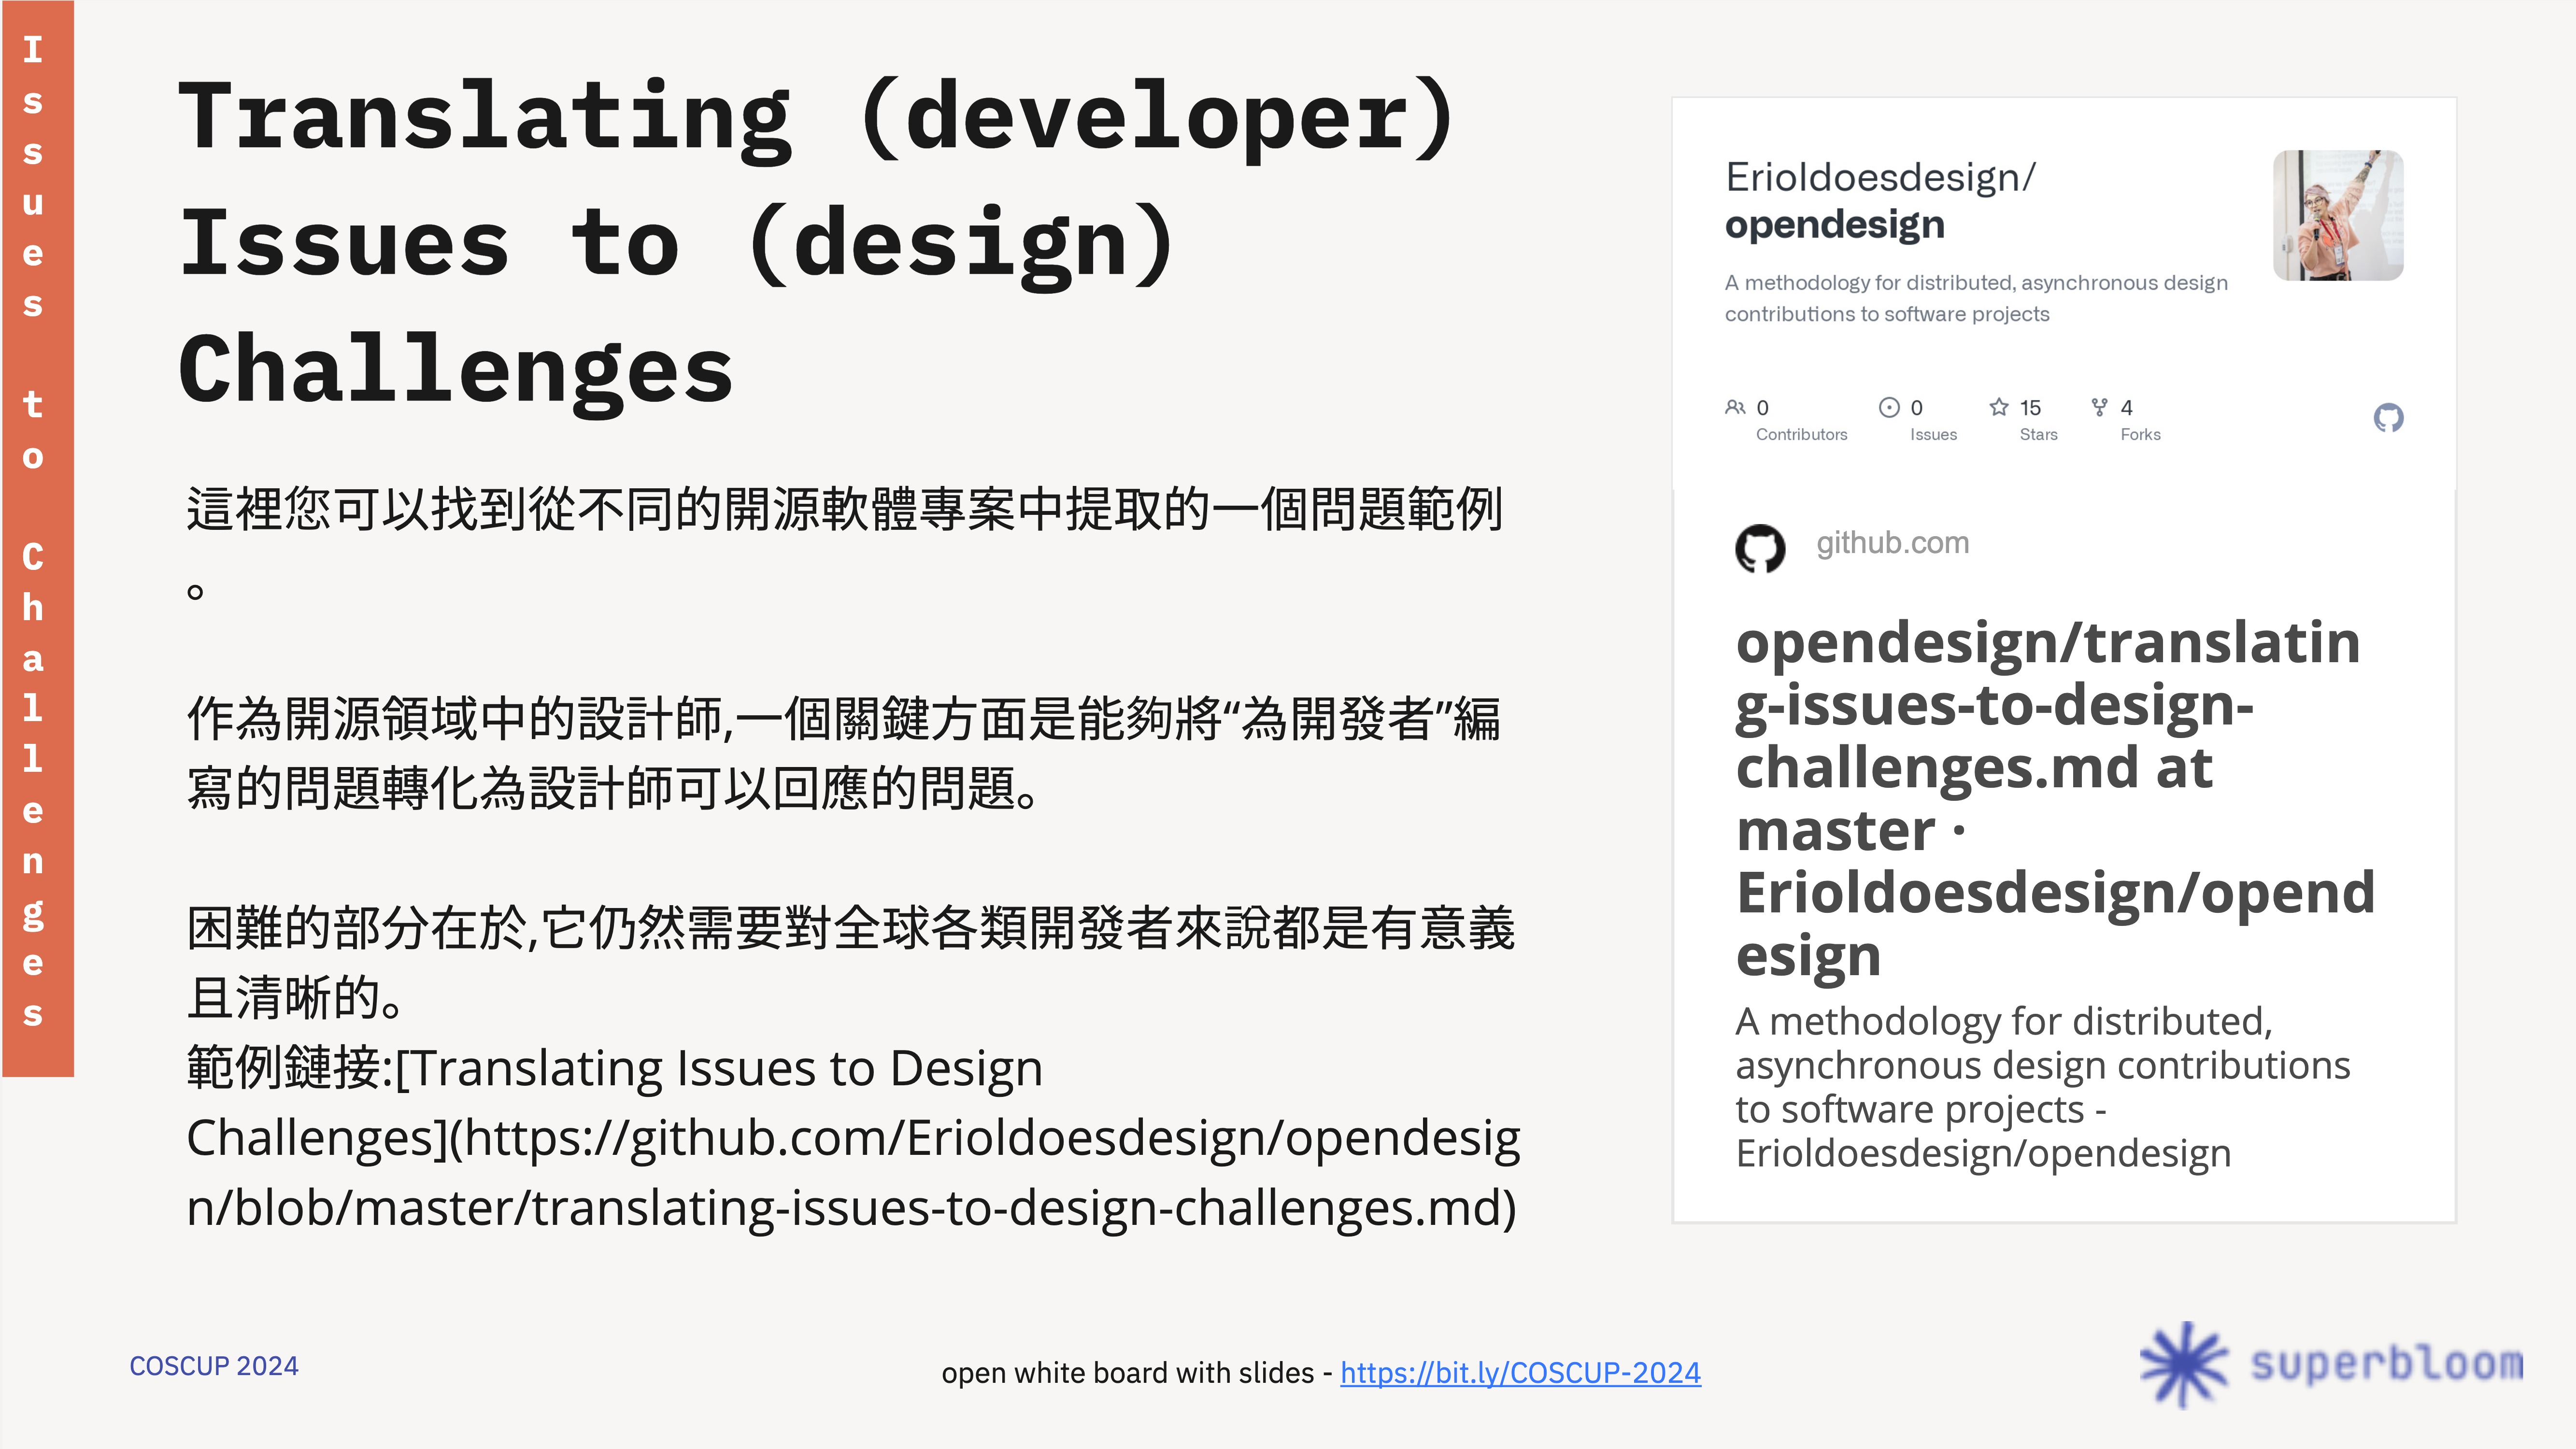 Issues to Challenges
Translating (developer)
Issues to (design)
Challenges
這裡您可以找到從不同的開源軟體專案中提取的一個問題範例
。
作為開源領域中的設計師,一個關鍵方面是能夠將“為開發者”編
寫的問題轉化為設計師可以回應的問題。
困難的部分在於,它仍然需要對全球各類開發者來說都是有意義
且清晰的。
範例鏈接:[Translating Issues to Design
Challenges](https://github.com/Erioldoesdesign/opendesig
n/blob/master/translating-issues-to-design-challenges.md)
Erioldoesdesign/
opendesign
A methodology for distributed, asynchronous design
contributions to software projects
0 0 15 4
Contributors Issues Stars Forks
github.com
opendesign/translatin
g-issues-to-design-
challenges.md at
master ·
Erioldoesdesign/opend
esign
A methodology for distributed,
asynchronous design contributions
to software projects -
Erioldoesdesign/opendesign
COSCUP 2024
open white board with slides - https://bit.ly/COSCUP-2024
superbloom